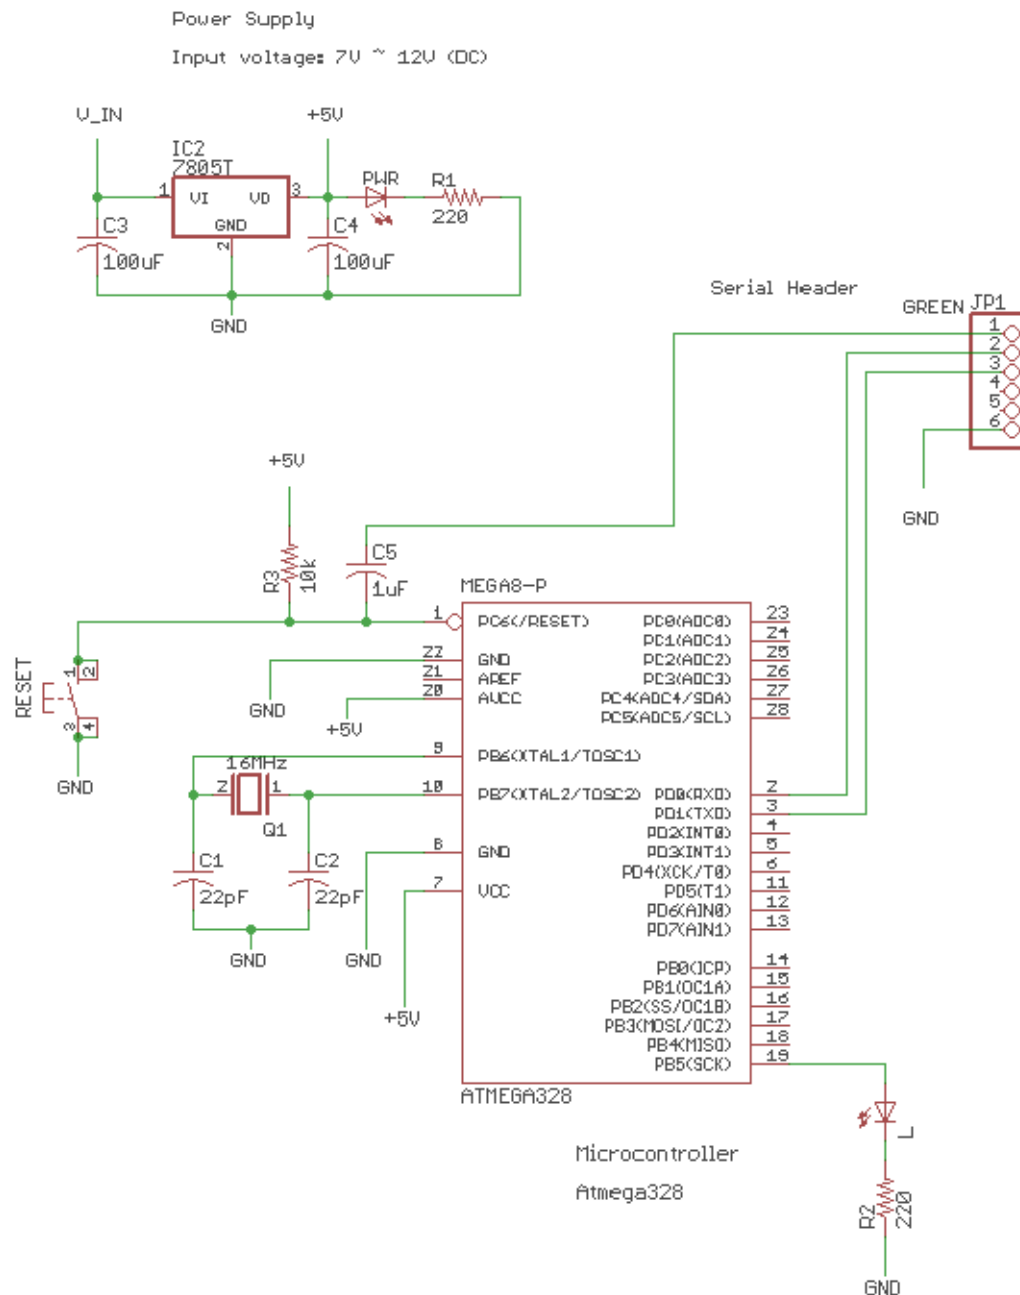 Power Supply
Input voltage: 7V ~ 12V (DC)
V_IN
+5V
IC2
7805T
PWR
R1
1
VI
VO
3
220
GND
2
C3
100uF
C4
100uF
GND
Serial Header
GREEN
JP1
1
2
3
4
5
6
GND
+5V
R3
10k
C5
1uF
MEGA8-P
1
PC6(/RESET)
22
GND
21
AREF
20
AVCC
9
PB6(XTAL1/TOSC1)
10
PB7(XTAL2/TOSC2)
8
GND
7
VCC
PC0(ADC0)
23
PC1(ADC1)
24
PC2(ADC2)
25
PC3(ADC3)
26
PC4(ADC4/SDA)
27
PC5(ADC5/SCL)
28
PD0(RXD)
2
PD1(TXD)
3
PD2(INT0)
4
PD3(INT1)
5
PD4(XCK/T0)
6
PD5(T1)
11
PD6(AIN0)
12
PD7(AIN1)
13
PB0(ICP)
14
PB1(OC1A)
15
PB2(SS/OC1B)
16
PB3(MOSI/OC2)
17
PB4(MISO)
18
PB5(SCK)
19
ATMEGA328
RESET
1
2
3
4
GND
GND
+5V
16MHz
2
1
Q1
C1
22pF
C2
22pF
GND
GND
+5V
L
R2
220
GND
Microcontroller
Atmega328